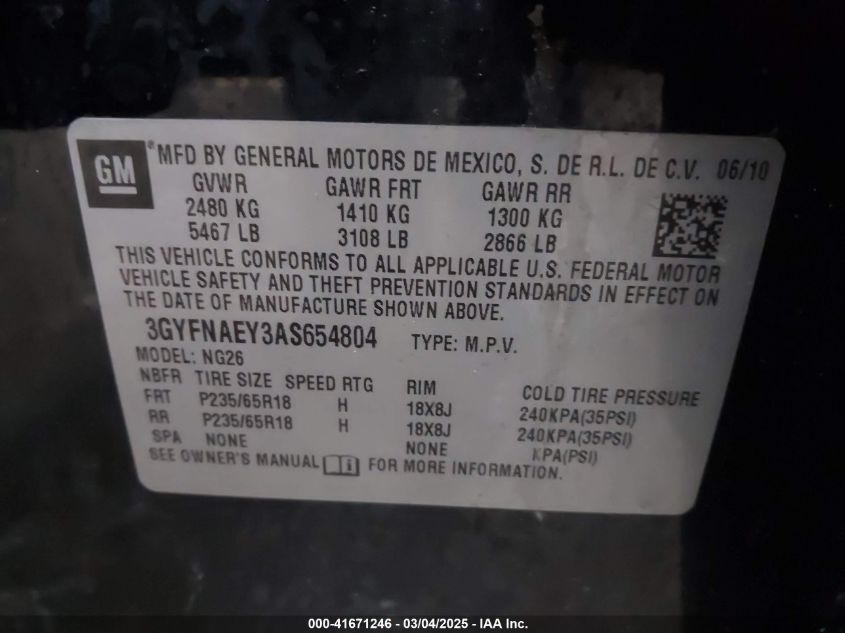 GM ®MFD BY GENERAL MOTORS DE MEXICO, S. DE R.L. DE C.V. 06/10
GVWR GAWR FRT GAWR RR
2480 KG 1410 KG 1300 KG
5467 LB 3108 LB 2866 LB
THIS VEHICLE CONFORMS TO ALL APPLICABLE U.S. FEDERAL MOTOR
VEHICLE SAFETY AND THEFT PREVENTION STANDARDS IN EFFECT ON
THE DATE OF MANUFACTURE SHOWN ABOVE.
3GYFNAEY3AS654804 TYPE: M.P.V.
MODEL: NG26
NBFR TIRE SIZE SPEED RTG RIM COLD TIRE PRESSURE
FRT P235/65R18 H 18X8J 240KPA(35PSI)
RR P235/65R18 H 18X8J 240KPA(35PSI)
SPA NONE NONE KPA(PSI)
SEE OWNER'S MANUAL FOR MORE INFORMATION.
000-41671246 - 03/04/2025 - IAA Inc.